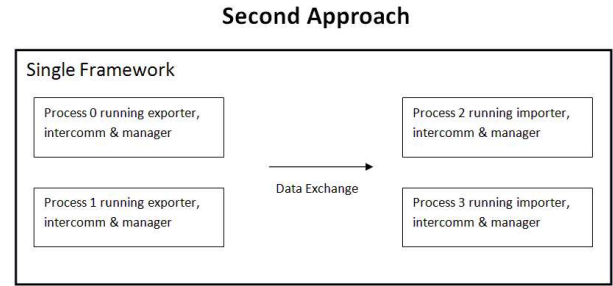 Second Approach
Single Framework
Process 0 running exporter,
intercomm & manager
Process 2 running importer,
intercomm & manager
Data Exchange
Process 1 running exporter,
intercomm & manager
Process 3 running importer,
intercomm & manager